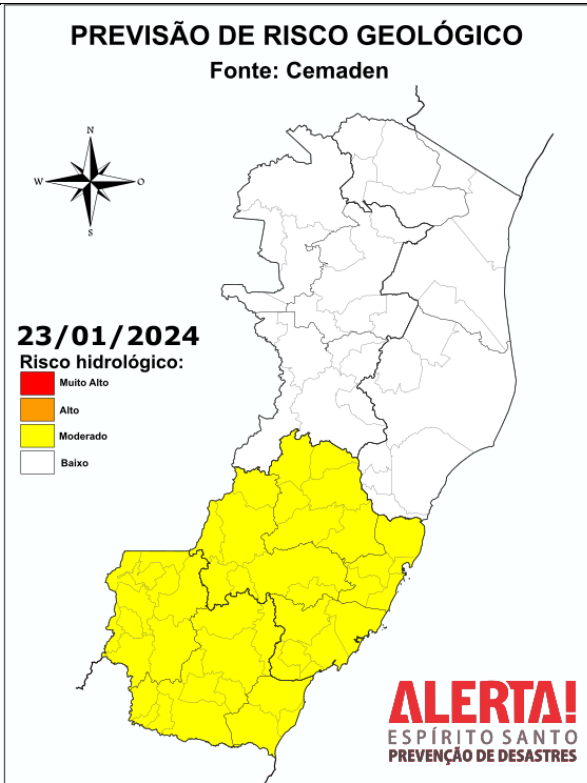 PREVISÃO DE RISCO GEOLÓGICO
Fonte: Cemaden
N
W
O
S
23/01/2024
Risco hidrológico:
Muito Alto
Alto
Moderado
Baixo
ALERTA!
ESPÍRITO SANTO
PREVENÇÃO DE DESASTRES